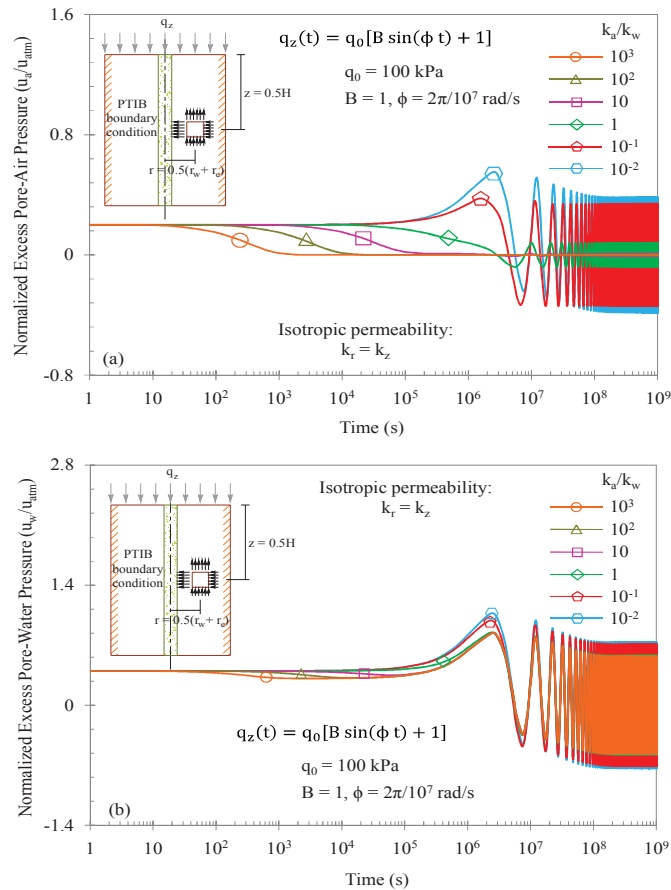 q_z
z = 0.5H
PTIB
boundary
condition
r = 0.5(r_w + r_e)
q_z(t) = q_0[B sin(ϕ t) + 1]
q_0 = 100 kPa
B = 1, ϕ = 2π/10^7 rad/s
k_a/k_w
10^3
10^2
10
1
10^-1
10^-2
Normalized Excess Pore-Air Pressure (u_a/u_atm)
1.6
0.8
0
-0.8
Isotropic permeability:
k_r = k_z
(a)
1 10 10^2 10^3 10^4 10^5 10^6 10^7 10^8 10^9
Time (s)
q_z
z = 0.5H
PTIB
boundary
condition
r = 0.5(r_w + r_e)
Isotropic permeability:
k_r = k_z
k_a/k_w
10^3
10^2
10
1
10^-1
10^-2
Normalized Excess Pore-Water Pressure (u_w/u_atm)
2.8
1.4
0
-1.4
q_z(t) = q_0[B sin(ϕ t) + 1]
q_0 = 100 kPa
B = 1, ϕ = 2π/10^7 rad/s
(b)
1 10 10^2 10^3 10^4 10^5 10^6 10^7 10^8 10^9
Time (s)